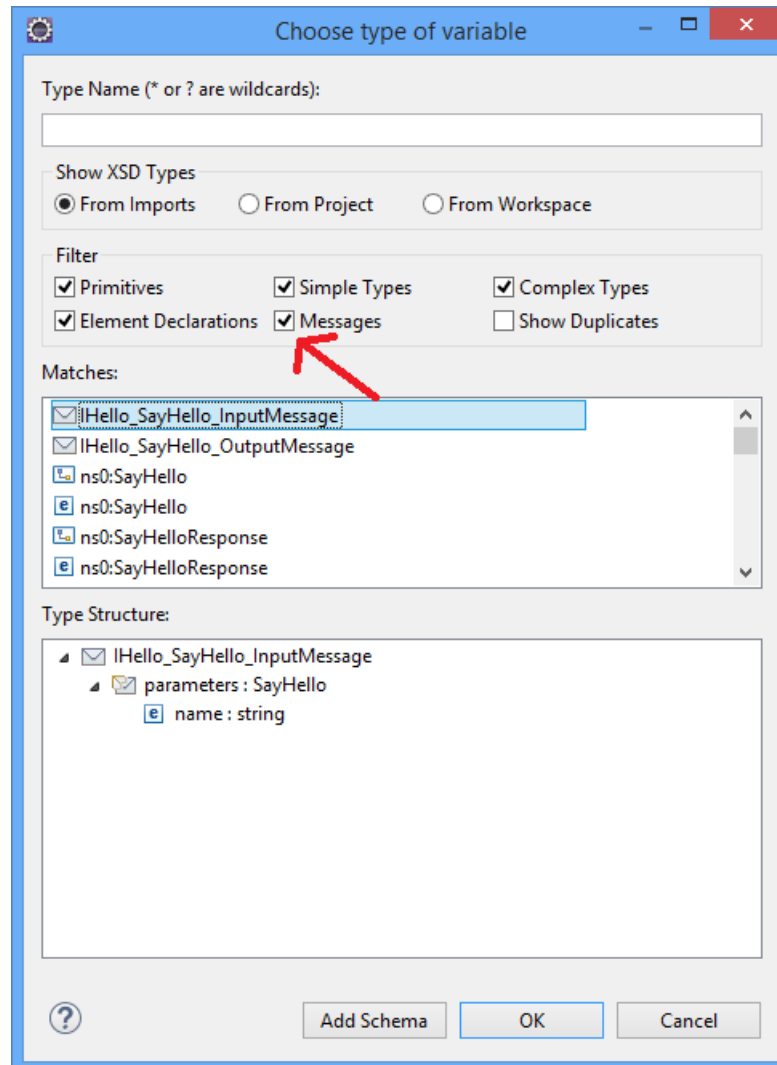 Choose type of variable
Type Name (* or ? are wildcards):
Show XSD Types
From Imports From Project From Workspace
Filter
Primitives Simple Types Complex Types
Element Declarations Messages Show Duplicates
Matches:
IHello_SayHello_InputMessage
IHello_SayHello_OutputMessage
ns0:SayHello
ns0:SayHello
ns0:SayHelloResponse
ns0:SayHelloResponse
Type Structure:
IHello_SayHello_InputMessage
parameters : SayHello
name : string
Add Schema OK Cancel